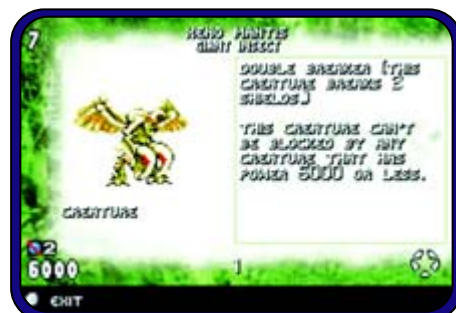 7
XENO MANTIS
GIANT INSECT
DOUBLE BREAKER (THIS
CREATURE BREAKS 2
SHIELDS.)
THIS CREATURE CAN'T
BE BLOCKED BY ANY
CREATURE THAT HAS
POWER 5000 OR LESS.
CREATURE
2
6000
1
EXIT